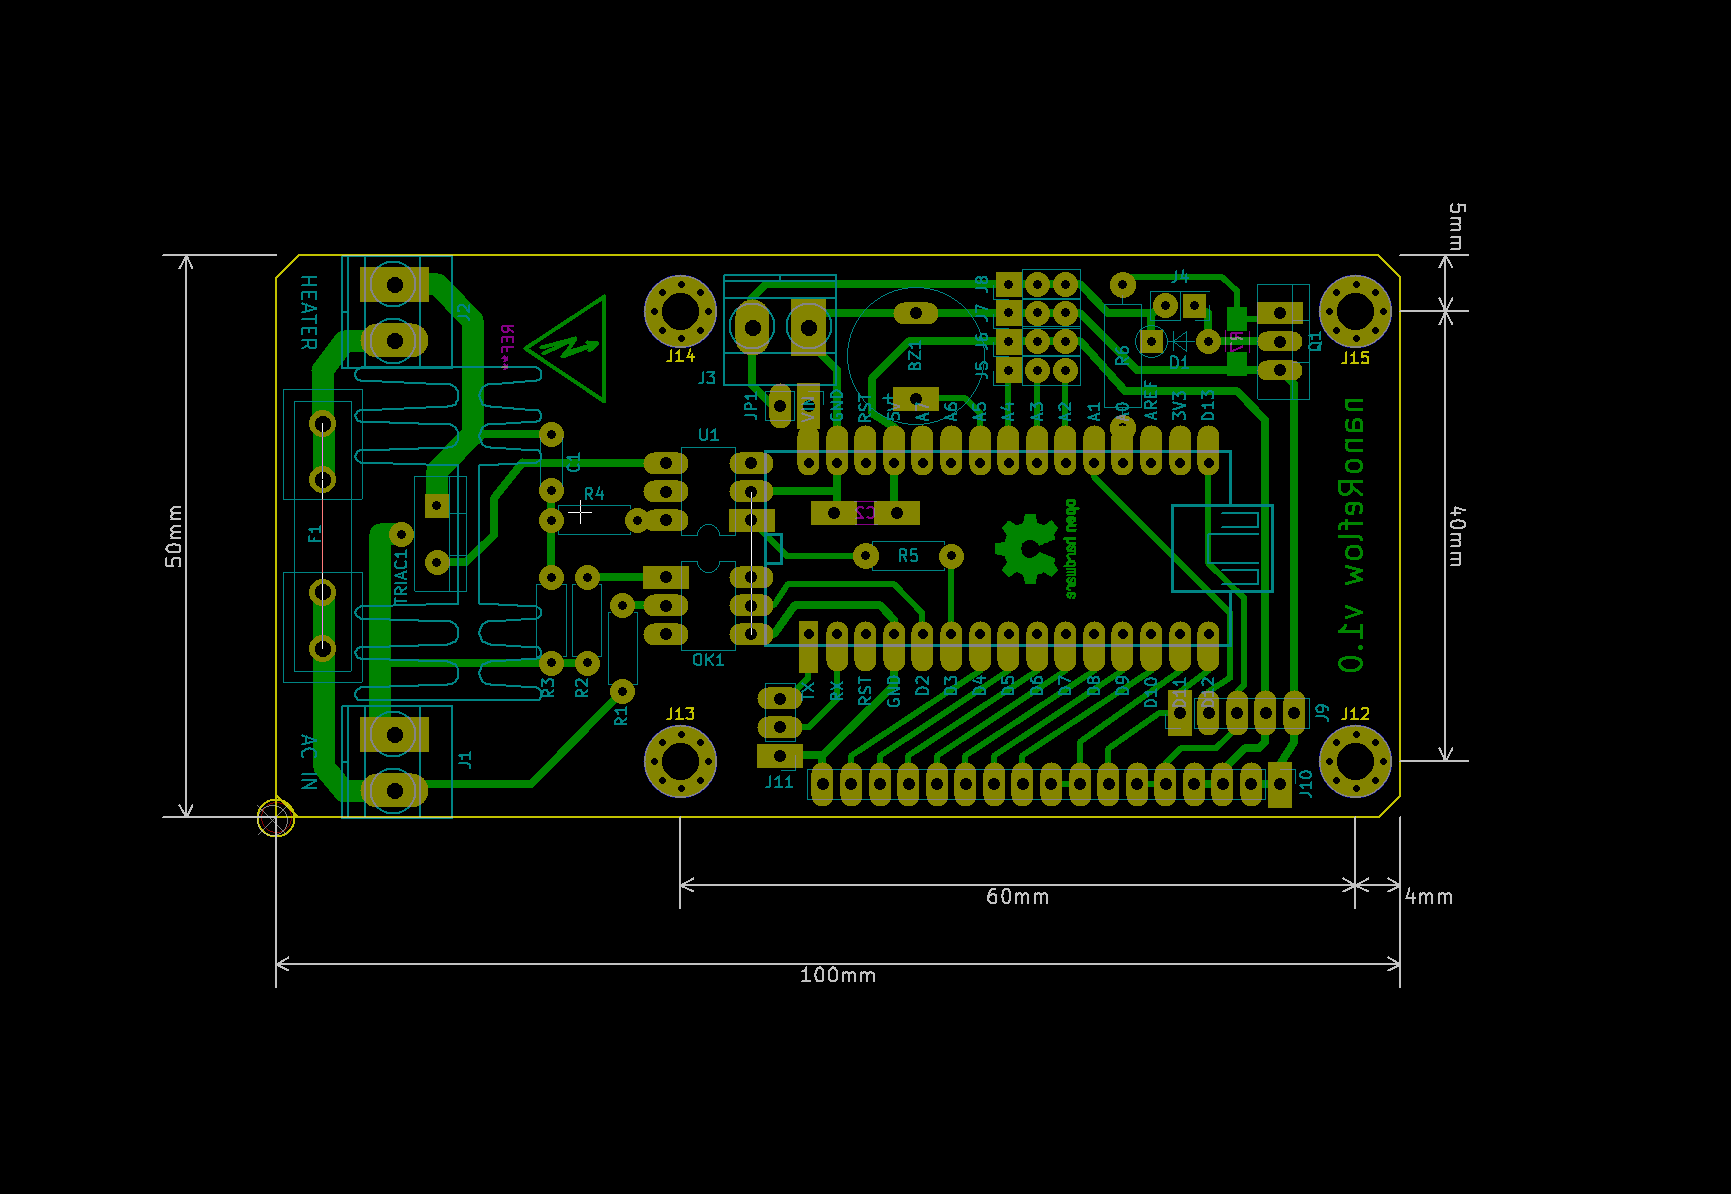 5mm
HEATER
J2
REF**
J14
J3
JP1
BZ1
J8
J7
J6
J5
J4
R6
D1
R7
Q1
J15
VIN
GND
RST
5V+
A7
A6
A5
A4
A3
A2
A1
A0
AREF
3V3
D13
U1
C1
R4
C2
R5
F1
TRIAC1
50mm
40mm
open hardware
nanoReflow v1.0
OK1
R3
R2
R1
TX
RX
RST
GND
D2
D3
D4
D5
D6
D7
D8
D9
D10
D11
D12
J9
J13
J12
AC IN
J1
J11
J10
60mm
4mm
100mm